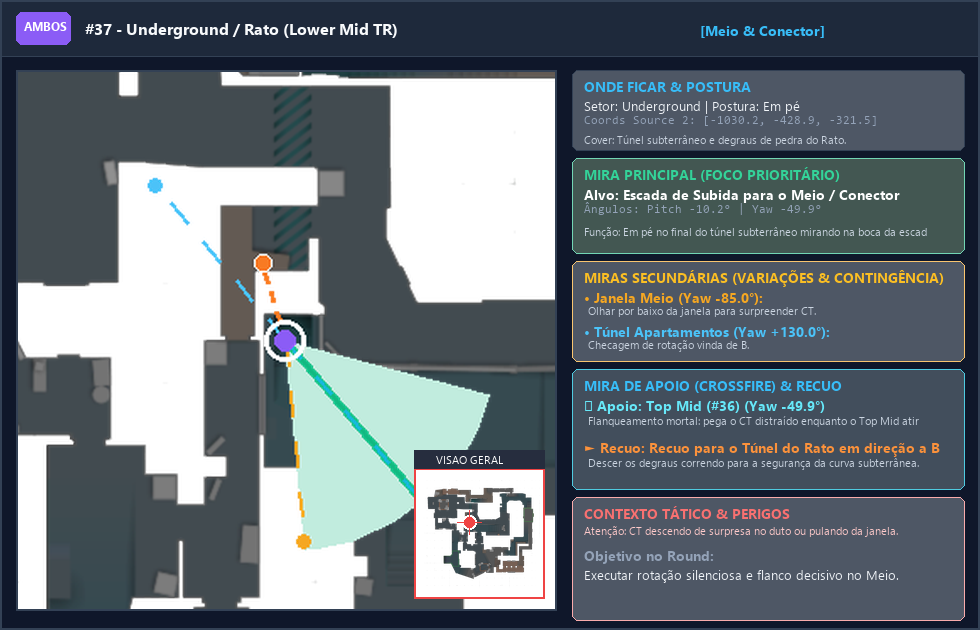 AMBOS
#37 - Underground / Rato (Lower Mid TR)
[Meio & Conector]
ONDE FICAR & POSTURA
Setor: Underground | Postura: Em pé
Coords Source 2: [-1030.2, -428.9, -321.5]
Cover: Túnel subterrâneo e degraus de pedra do Rato.
MIRA PRINCIPAL (FOCO PRIORITÁRIO)
Alvo: Escada de Subida para o Meio / Conector
Ângulos: Pitch -10.2º | Yaw -49.9º
Função: Em pé no final do túnel subterrâneo mirando na boca da escad
MIRAS SECUNDÁRIAS (VARIAÇÕES & CONTINGÊNCIA)
• Janela Meio (Yaw -85.0º):
Olhar por baixo da janela para surpreender CT.
• Túnel Apartamentos (Yaw +130.0º):
Checagem de rotação vinda de B.
MIRA DE APOIO (CROSSFIRE) & RECUO
Apoio: Top Mid (#36) (Yaw -49.9º)
Flanqueamento mortal: pega o CT distraído enquanto o Top Mid atir
► Recuo: Recuo para o Túnel do Rato em direção a B
Descer os degraus correndo para a segurança da curva subterrânea.
CONTEXTO TÁTICO & PERIGOS
Atenção: CT descendo de surpresa no duto ou pulando da janela.
Objetivo no Round:
Executar rotação silenciosa e flanco decisivo no Meio.
VISAO GERAL